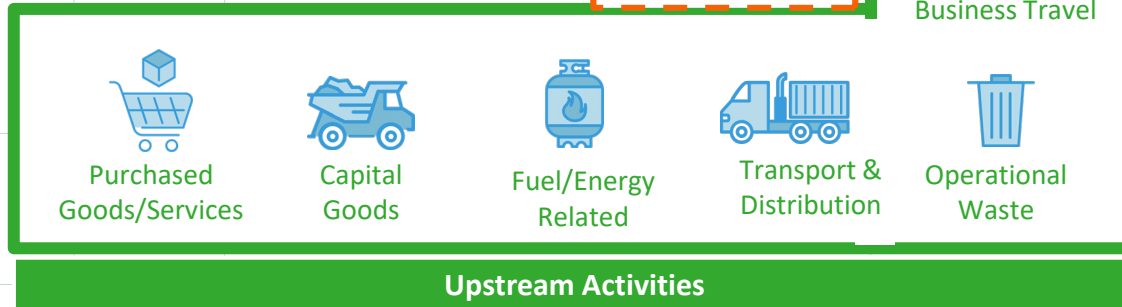 Business Travel
Purchased
Goods/Services
Capital
Goods
Fuel/Energy
Related
Transport &
Distribution
Operational
Waste
Upstream Activities